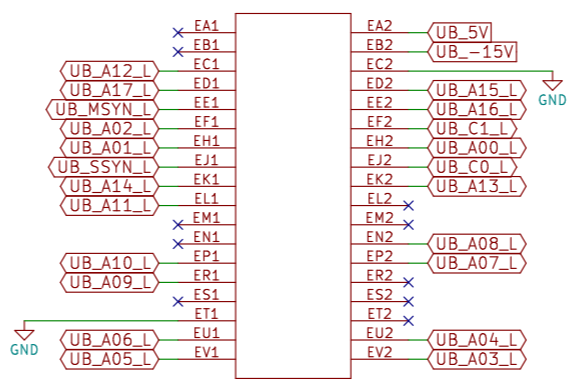 EA1 EA2 UB_5V
EB1 EB2 UB_-15V
UB_A12_L EC1 EC2
UB_A17_L ED1 ED2 UB_A15_L
GND
UB_MSYN_L EE1 EE2 UB_A16_L
UB_A02_L EF1 EF2 UB_C1_L
UB_A01_L EH1 EH2 UB_A00_L
UB_SSYN_L EJ1 EJ2 UB_C0_L
UB_A14_L EK1 EK2 UB_A13_L
UB_A11_L EL1 EL2
EM1 EM2
EN1 EN2 UB_A08_L
UB_A10_L EP1 EP2 UB_A07_L
UB_A09_L ER1 ER2
ES1 ES2
ET1 ET2
UB_A06_L EU1 EU2 UB_A04_L
GND
UB_A05_L EV1 EV2 UB_A03_L